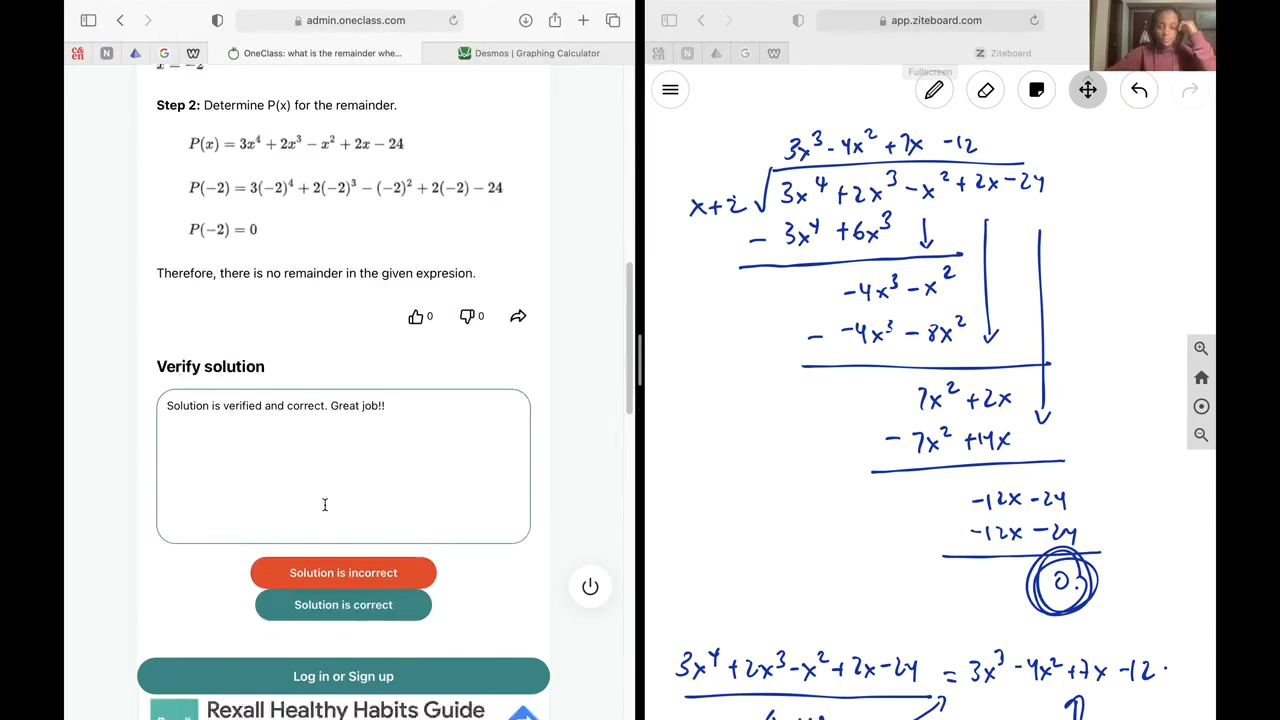 admin.oneclass.com
OneClass: what is the remainder whe...
Desmos | Graphing Calculator
Step 2: Determine P(x) for the remainder.
P(x) = 3x⁴ + 2x³ − x² + 2x − 24
P(−2) = 3(−2)⁴ + 2(−2)³ − (−2)² + 2(−2) − 24
P(−2) = 0
Therefore, there is no remainder in the given expresion.
0
0
Verify solution
Solution is verified and correct. Great job!!
Solution is incorrect
Solution is correct
Log in or Sign up
Rexall Healthy Habits Guide
app.ziteboard.com
Ziteboard
Fullscreen
3x³ - 4x² + 7x - 12
x+2 √ 3x⁴ + 2x³ - x² + 2x - 24
- 3x⁴ + 6x³
-4x³ - x²
- -4x³ - 8x²
7x² + 2x
- 7x² + 14x
-12x - 24
-12x - 24
0.
3x⁴ + 2x³ - x² + 2x - 24 = 3x³ - 4x² + 7x - 12.